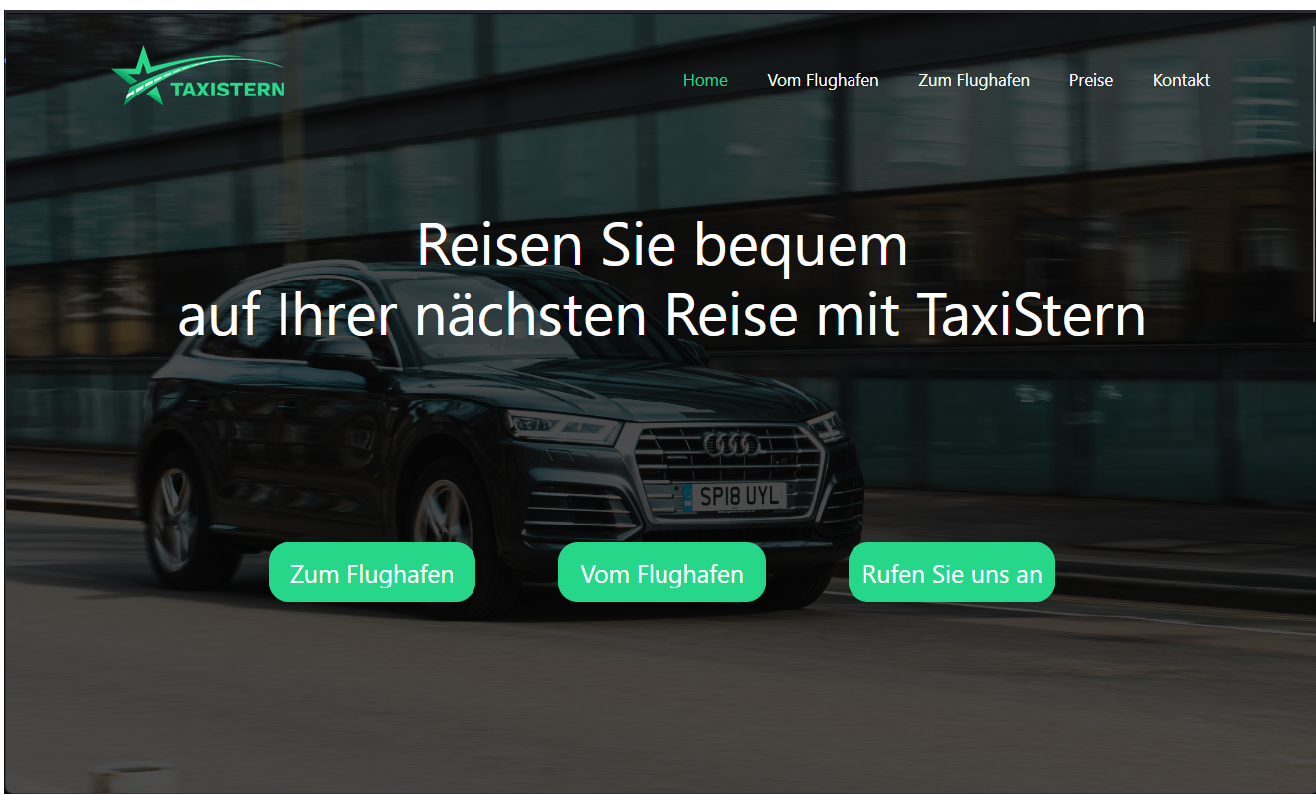 TAXISTERN
Home Vom Flughafen Zum Flughafen Preise Kontakt
Reisen Sie bequem
auf Ihrer nächsten Reise mit TaxiStern
SP18 UYL
Zum Flughafen Vom Flughafen Rufen Sie uns an